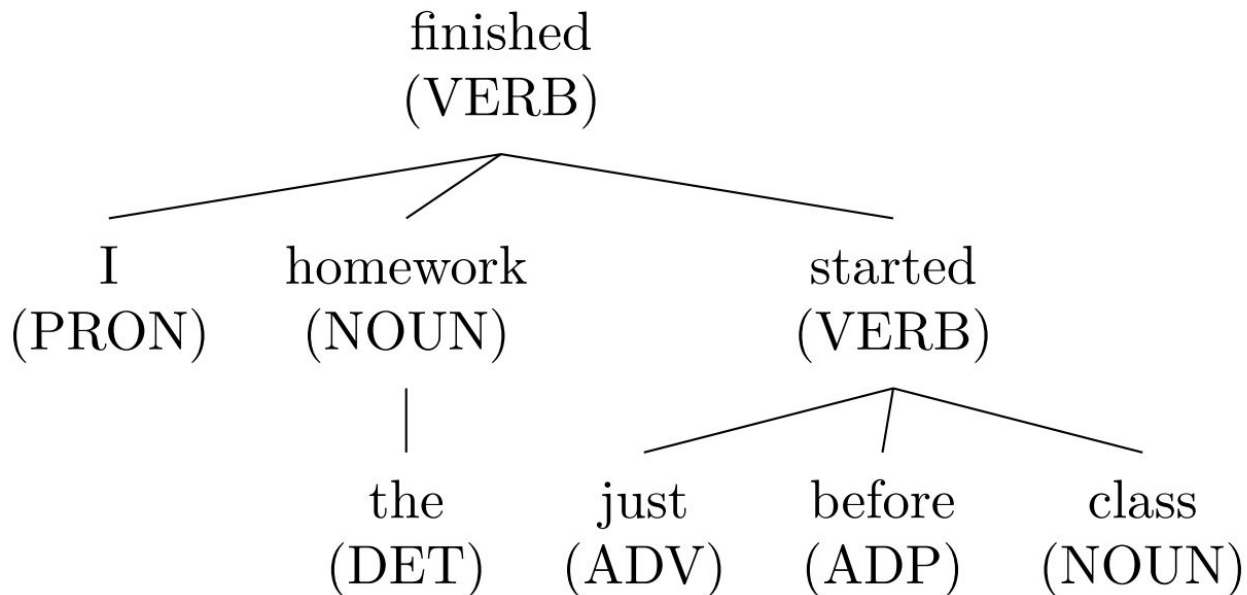 finished
(VERB)
I homework started
(PRON) (NOUN) (VERB)
the just before class
(DET) (ADV) (ADP) (NOUN)